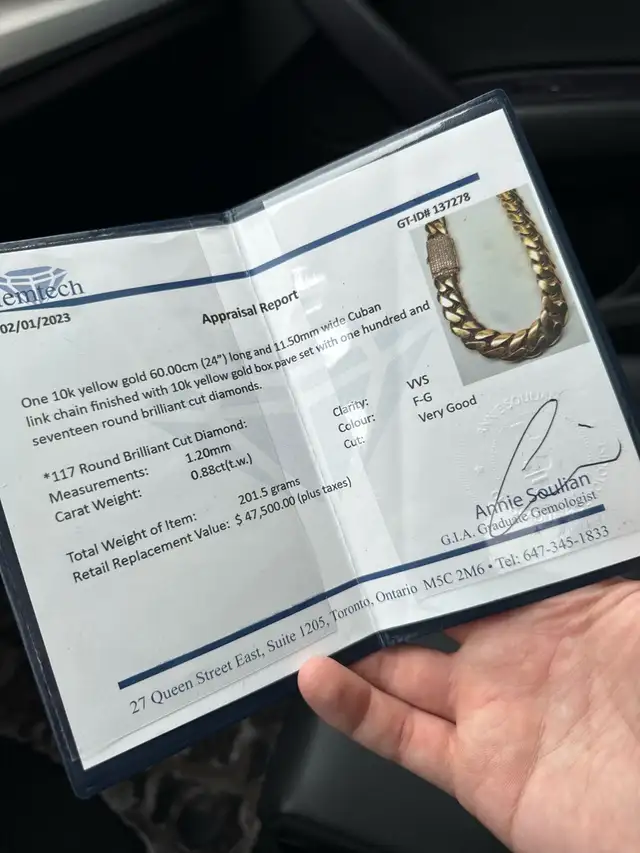 GT-ID# 137278
emtech
02/01/2023
Appraisal Report
One 10k yellow gold 60.00cm (24") long and 11.50mm wide Cuban
link chain finished with 10k yellow gold box pave set with one hundred and
seventeen round brilliant cut diamonds.
*117 Round Brilliant Cut Diamond:
Measurements: 1.20mm
Carat Weight: 0.88ct(t.w.)
Clarity: VVS
Colour: F-G
Cut: Very Good
Total Weight of Item: 201.5 grams
Retail Replacement Value: $ 47,500.00 (plus taxes)
Annie Soulian
G.I.A. Graduate Gemologist
27 Queen Street East, Suite 1205, Toronto, Ontario M5C 2M6 • Tel: 647-345-1833